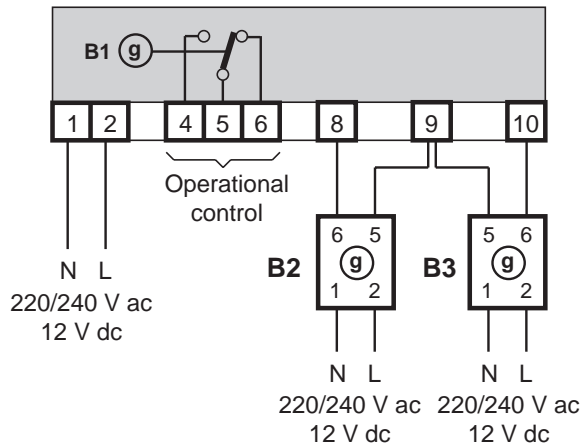 B1 g
1 2 4 5 6 8 9 10
Operational
control
6 5 5 6
B2 g B3 g
1 2 1 2
N L
220/240 V ac
12 V dc
N L N L
220/240 V ac 220/240 V ac
12 V dc 12 V dc